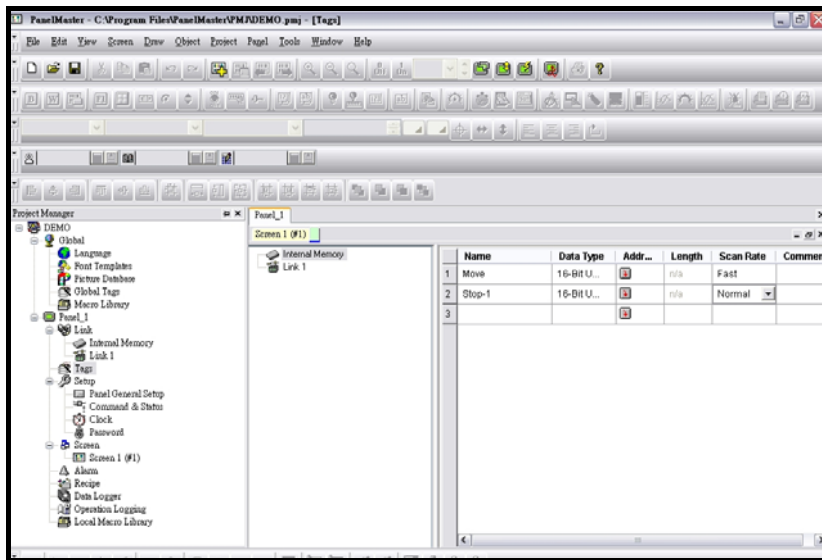 PanelMaster - C:\Program Files\PanelMaster\PMJ\DEMO.pmj - [Tags]
File Edit View Screen Draw Object Project Panel Tools Window Help
Project Manager
DEMO
Global
Language
Font Templates
Picture Database
Global Tags
Macro Library
Panel_1
Link
Internal Memory
Link 1
Tags
Setup
Panel General Setup
Command & Status
Clock
Password
Screen
Screen 1 (#1)
Alarm
Recipe
Data Logger
Operation Logging
Local Macro Library
Panel_1
Screen 1 (#1)
Internal Memory
Link 1
Name Data Type Addr... Length Scan Rate Commen
1 Move 16-Bit U... n/a Fast
2 Stop-1 16-Bit U... n/a Normal
3